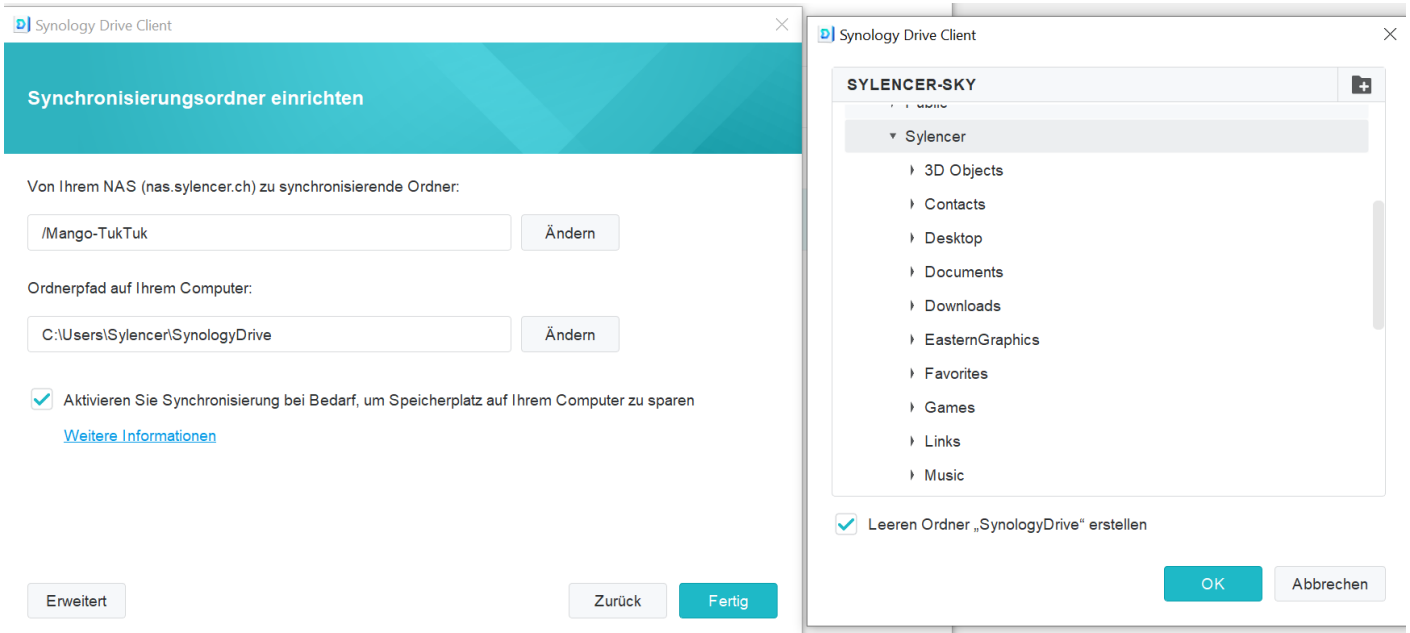 Synology Drive Client
Synchronisierungsordner einrichten
Von Ihrem NAS (nas.sylencer.ch) zu synchronisierende Ordner:
/Mango-TukTuk
Ändern
Ordnerpfad auf Ihrem Computer:
C:\Users\Sylencer\SynologyDrive
Ändern
Aktivieren Sie Synchronisierung bei Bedarf, um Speicherplatz auf Ihrem Computer zu sparen
Weitere Informationen
Erweitert
Zurück
Fertig
Synology Drive Client
SYLENCER-SKY
Public
Sylencer
3D Objects
Contacts
Desktop
Documents
Downloads
EasternGraphics
Favorites
Games
Links
Music
Leeren Ordner „SynologyDrive“ erstellen
OK
Abbrechen